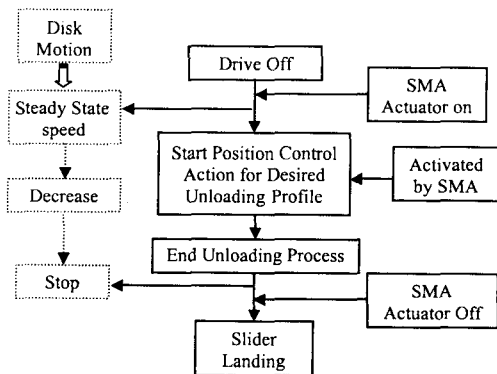 Disk
Motion
Drive Off
SMA
Actuator on
Steady State
speed
Start Position Control
Action for Desired
Unloading Profile
Activated
by SMA
Decrease
End Unloading Process
Stop
SMA
Actuator Off
Slider
Landing